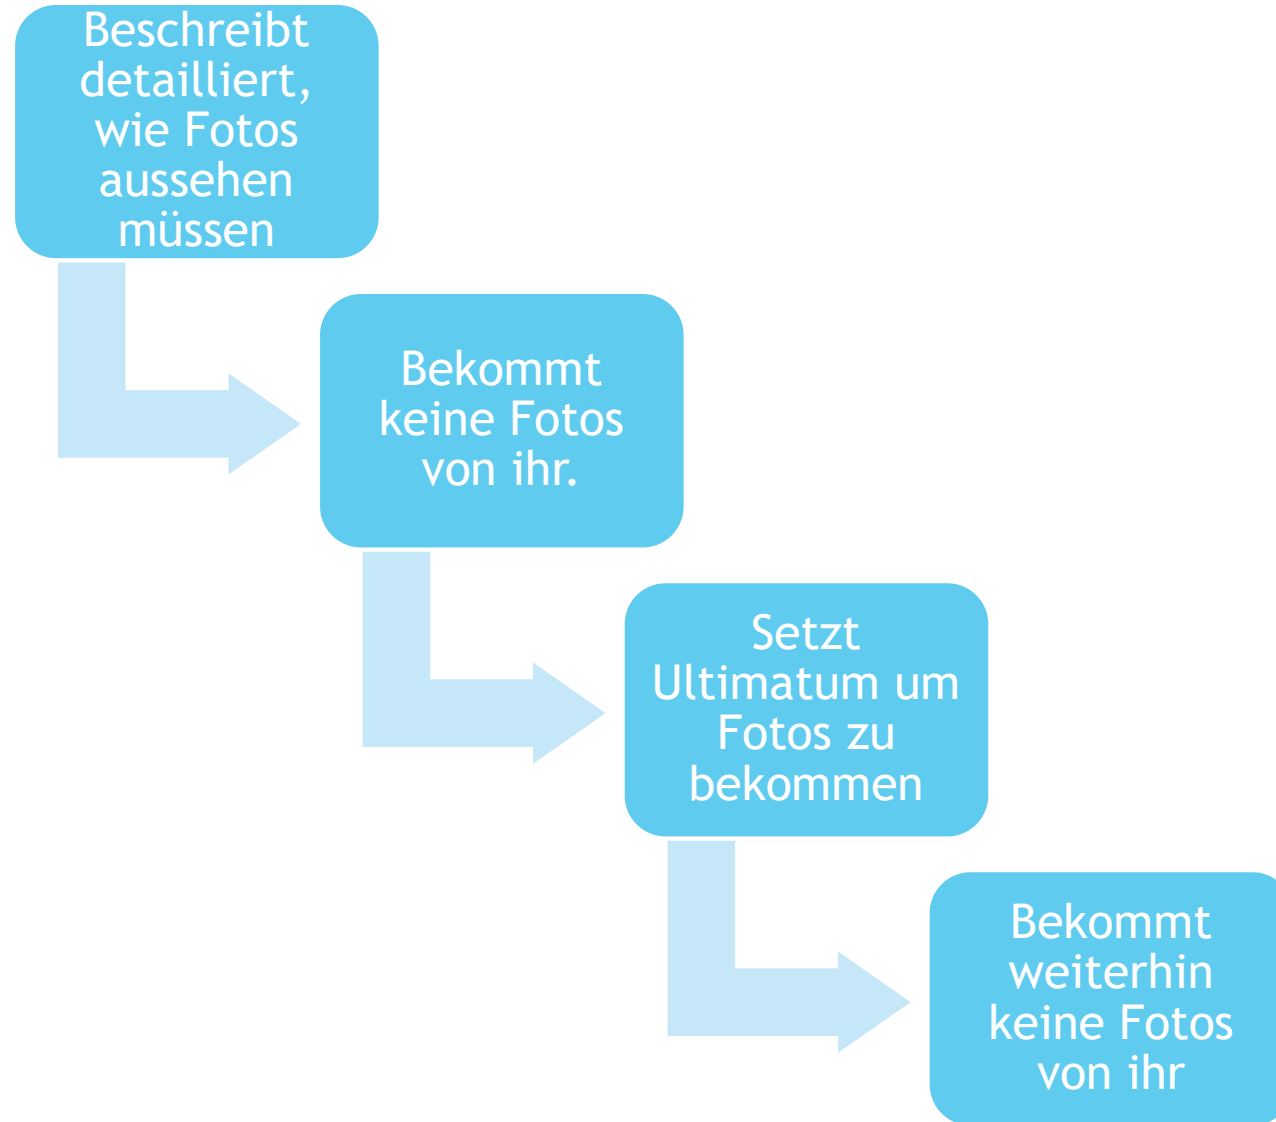 Beschreibt
detailliert,
wie Fotos
aussehen
müssen
Bekommt
keine Fotos
von ihr.
Setzt
Ultimatum um
Fotos zu
bekommen
Bekommt
weiterhin
keine Fotos
von ihr